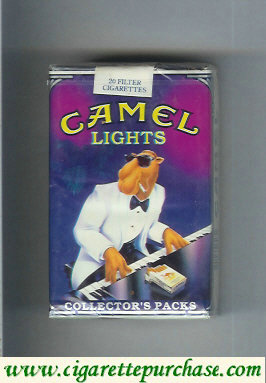 20 FILTER
CIGARETTES
CAMEL
LIGHTS
COLLECTOR'S PACKS
www.cigarettepurchase.com